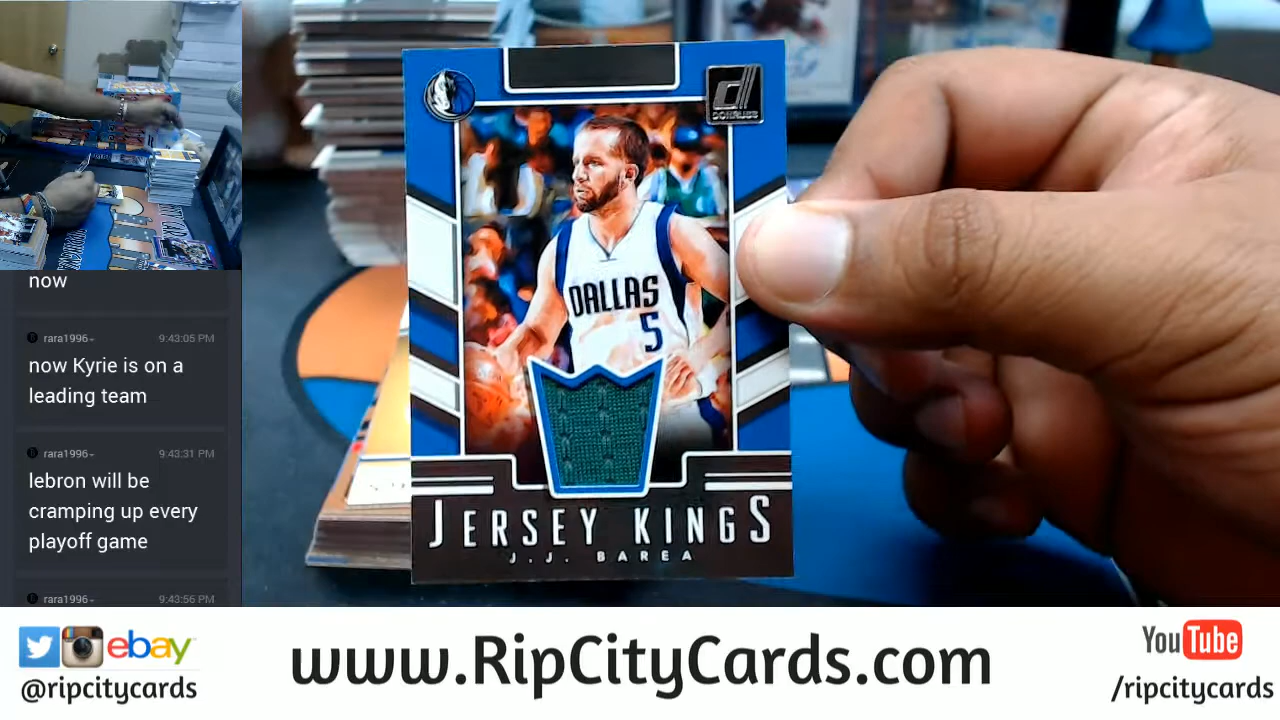 now
rara1996
9:43:05 PM
now Kyrie is on a
leading team
rara1996
9:43:31 PM
lebron will be
cramping up every
playoff game
rara1996
9:43:56 PM
DONRUSS
DALLAS
5
JERSEY KINGS
J.J. BAREA
ebay
@ripcitycards
www.RipCityCards.com
YouTube
/ripcitycards